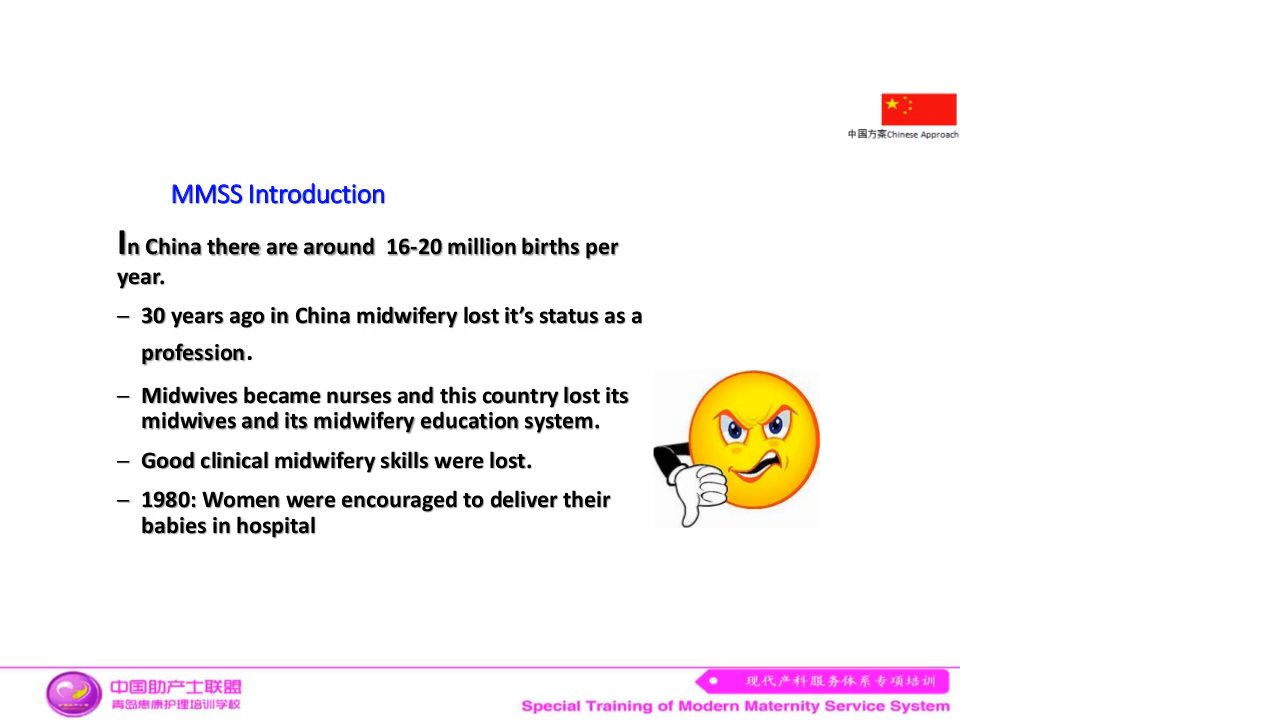 中国方案Chinese Approach
MMSS Introduction
In China there are around 16-20 million births per
year.
– 30 years ago in China midwifery lost it’s status as a
profession.
– Midwives became nurses and this country lost its
midwives and its midwifery education system.
– Good clinical midwifery skills were lost.
– 1980: Women were encouraged to deliver their
babies in hospital
中国助产士联盟
青岛惠康护理培训学校
现代产科服务体系专项培训
Special Training of Modern Maternity Service System